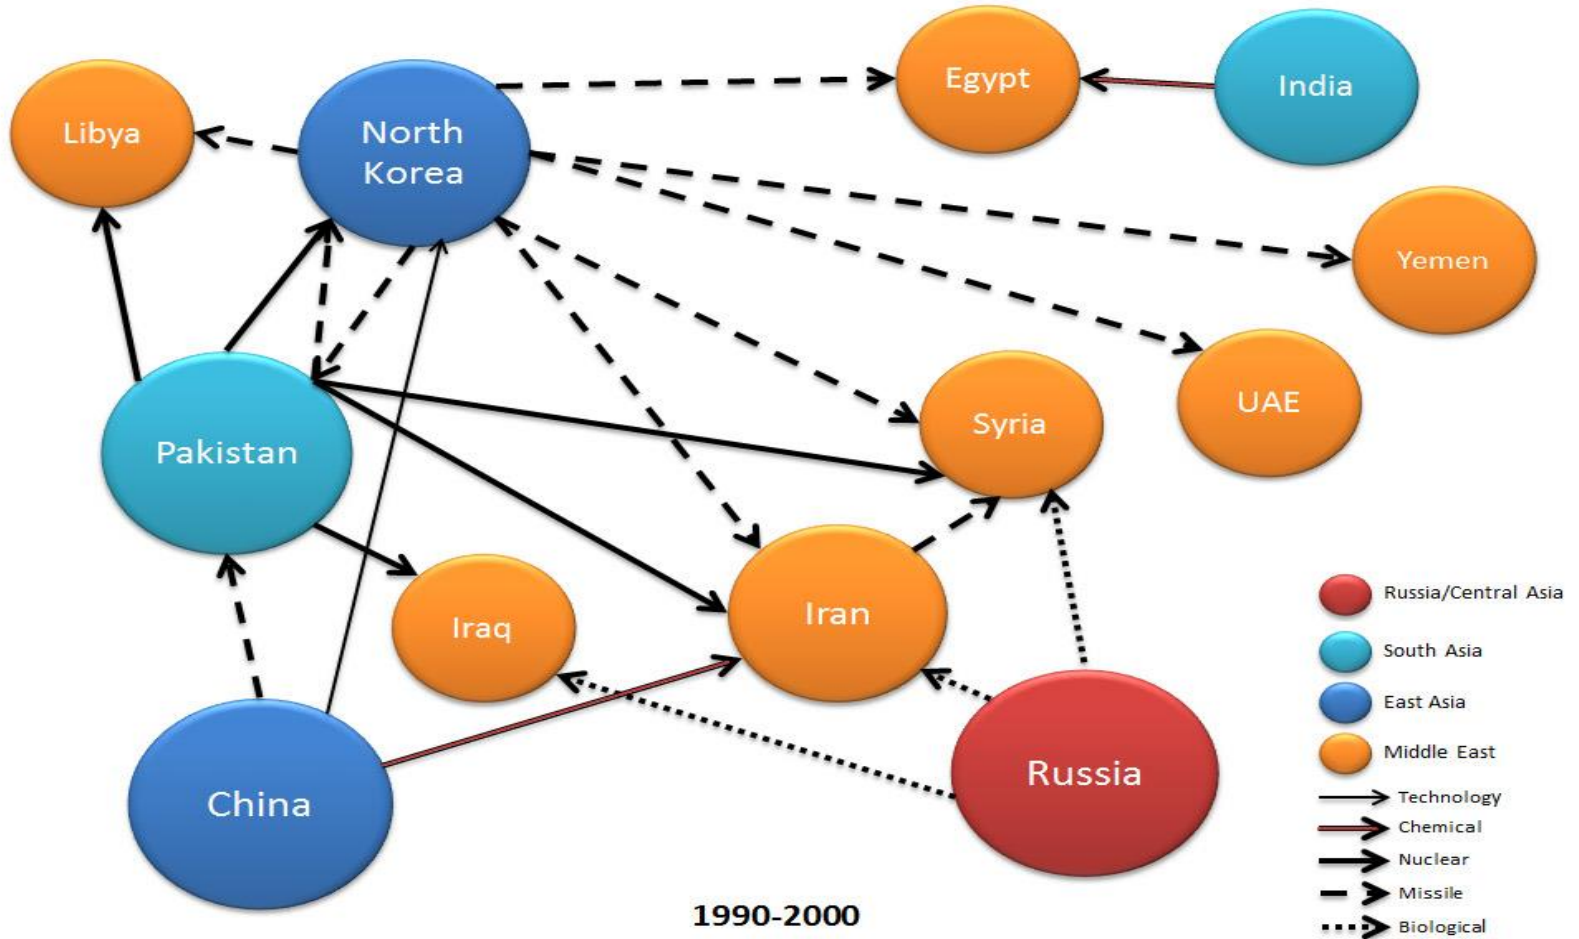 Egypt
India
Libya
North
Korea
Yemen
UAE
Syria
Pakistan
Iran
Iraq
Russia
China
Russia/Central Asia
South Asia
East Asia
Middle East
Technology
Chemical
Nuclear
Missile
Biological
1990-2000